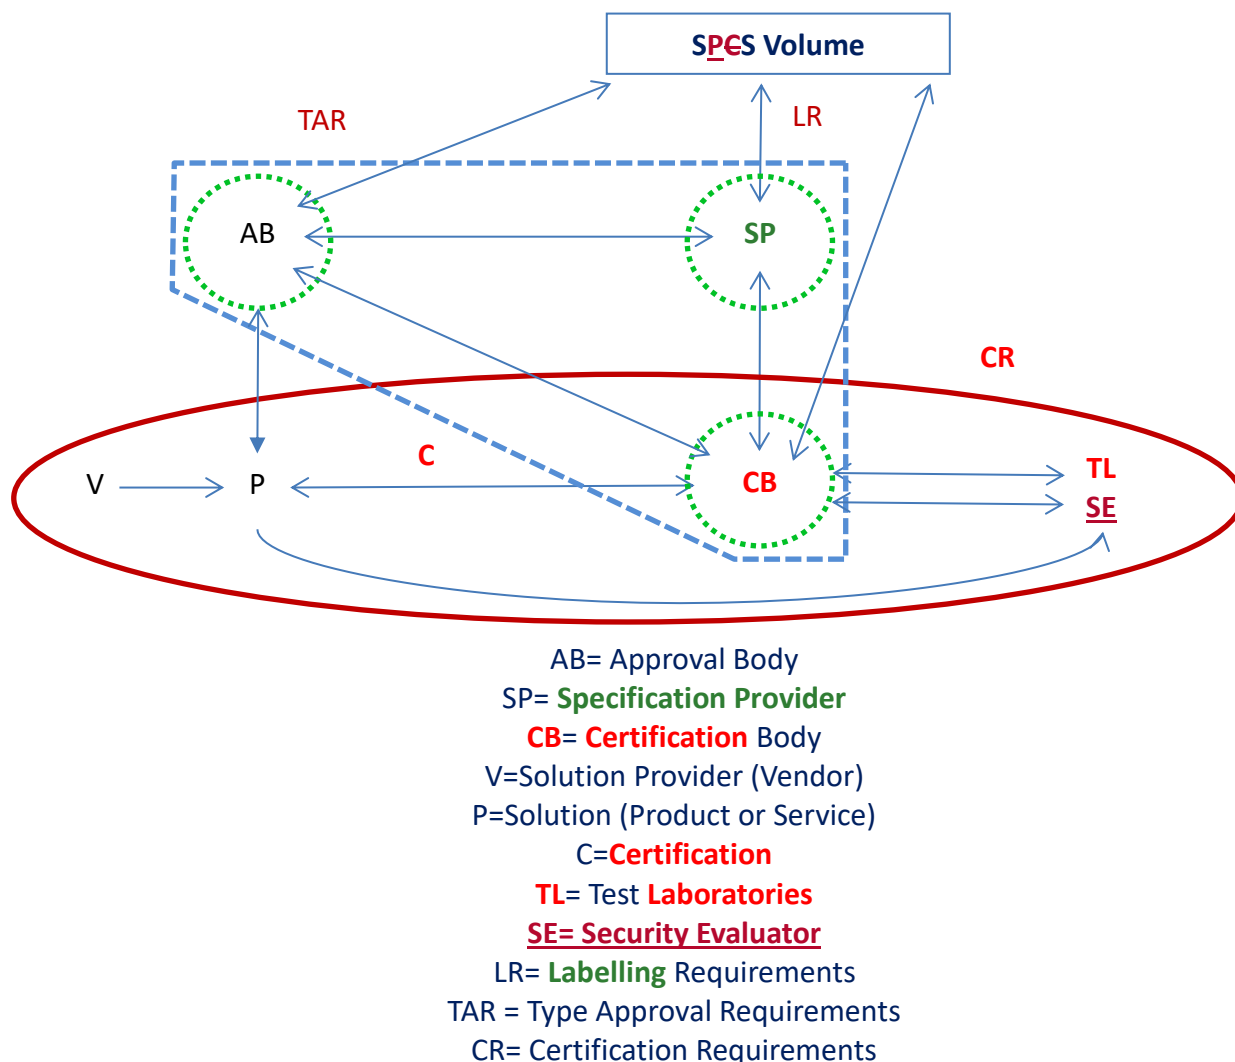 SPCS Volume
TAR
LR
AB
SP
CR
C
V
P
CB
TL
SE
AB= Approval Body
SP= Specification Provider
CB= Certification Body
V=Solution Provider (Vendor)
P=Solution (Product or Service)
C=Certification
TL= Test Laboratories
SE= Security Evaluator
LR= Labelling Requirements
TAR = Type Approval Requirements
CR= Certification Requirements